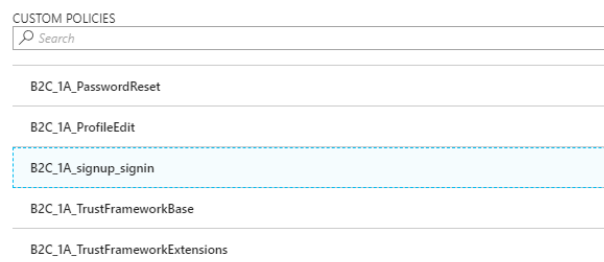 CUSTOM POLICIES
Search
B2C_1A_PasswordReset
B2C_1A_ProfileEdit
B2C_1A_signup_signin
B2C_1A_TrustFrameworkBase
B2C_1A_TrustFrameworkExtensions